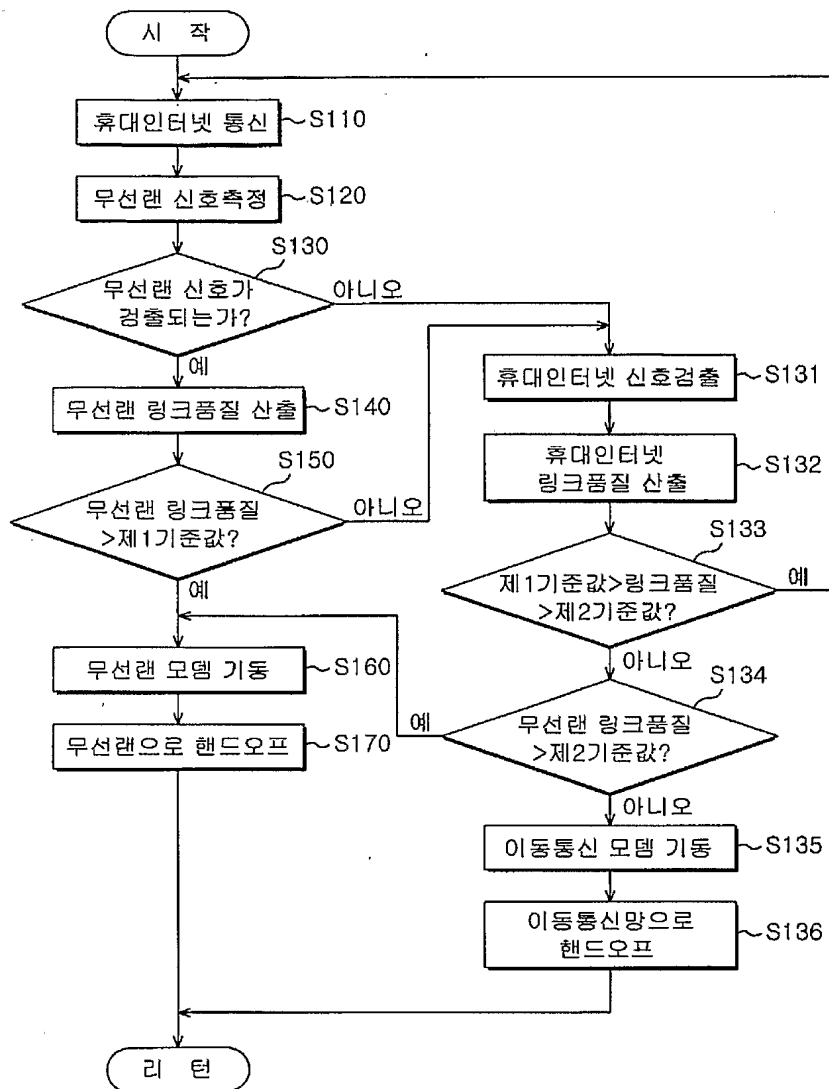 시 작
휴대인터넷 통신
S110
무선랜 신호측정
S120
S130
무선랜 신호가
검출되는가?
아니오
예
무선랜 링크품질 산출
S140
S150
무선랜 링크품질
>제1기준값?
아니오
예
무선랜 모뎀 기동
S160
무선랜으로 핸드오프
S170
휴대인터넷 신호검출
S131
휴대인터넷
링크품질 산출
S132
S133
제1기준값>링크품질
>제2기준값?
예
아니오
S134
무선랜 링크품질
>제2기준값?
예
아니오
이동통신 모뎀 기동
S135
이동통신망으로
핸드오프
S136
리 턴